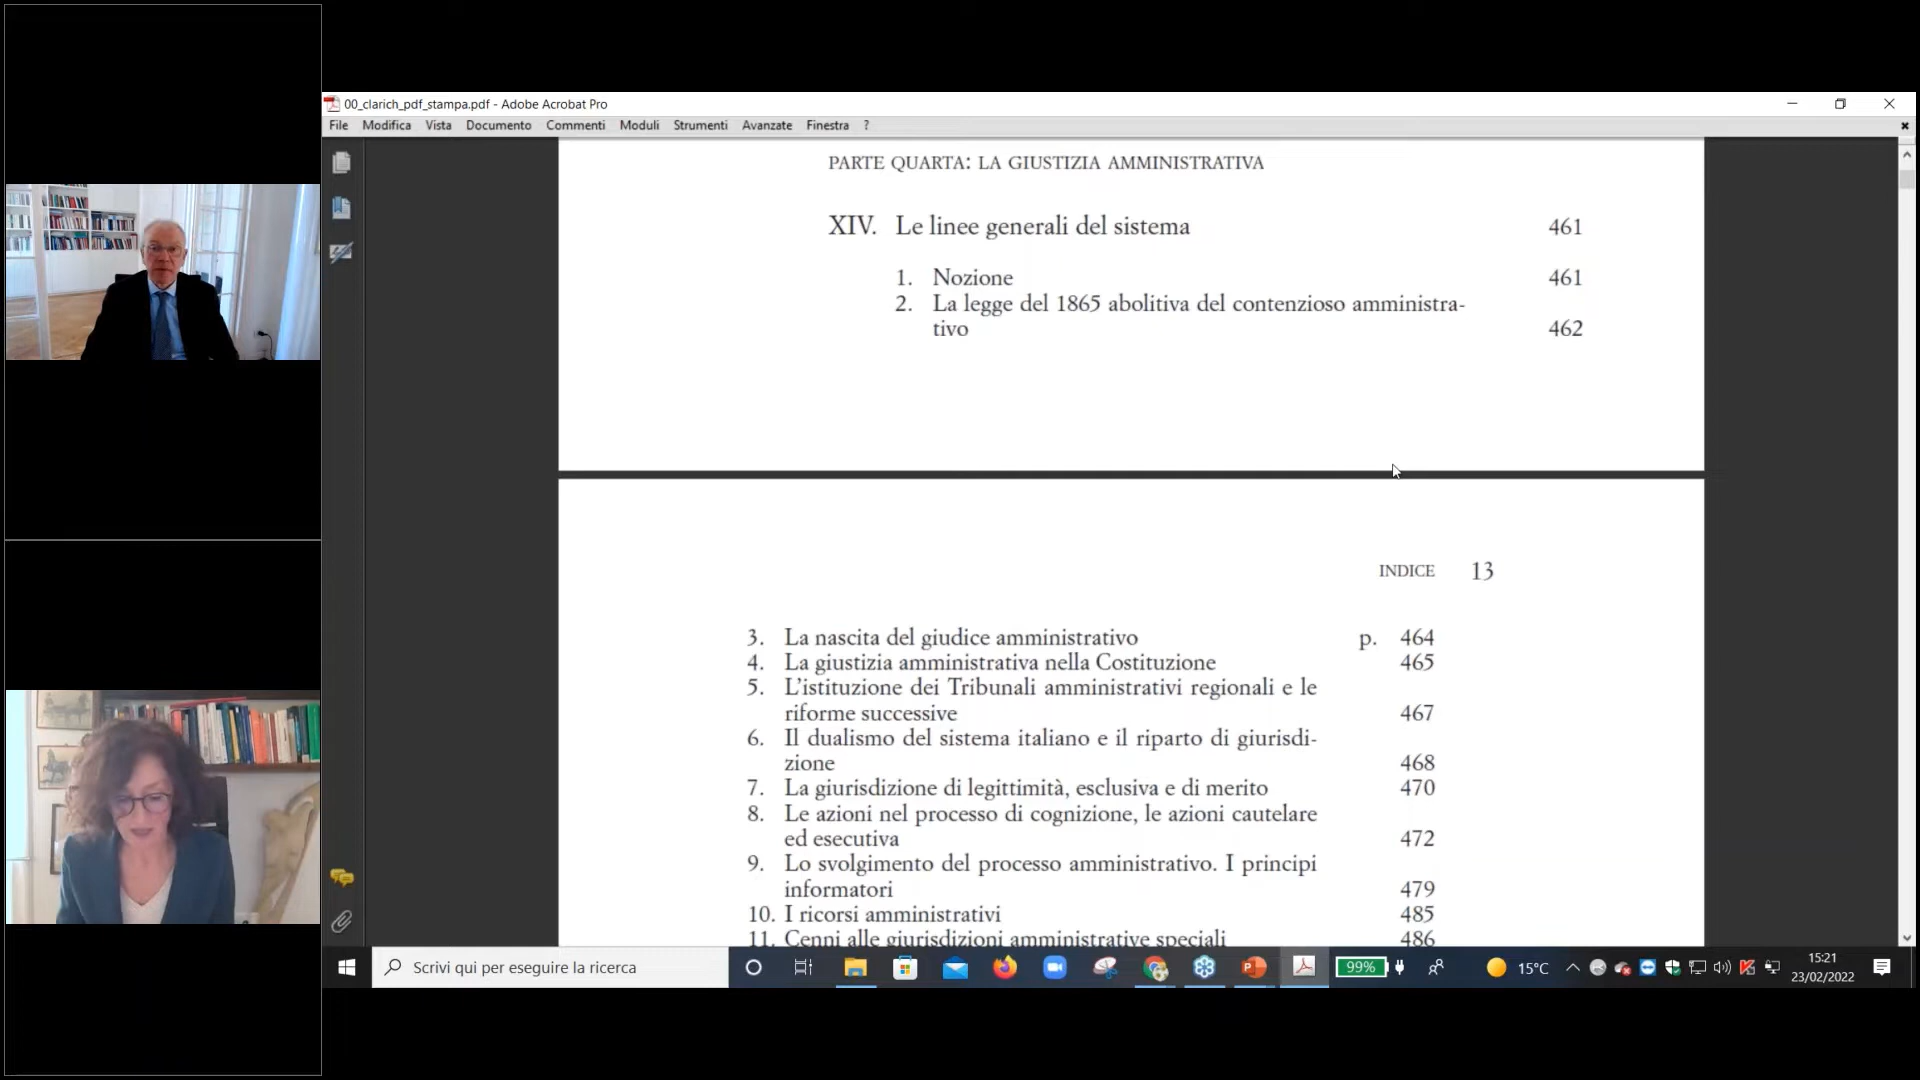 00_clarich_pdf_stampa.pdf - Adobe Acrobat Pro
File Modifica Vista Documento Commenti Moduli Strumenti Avanzate Finestra ?
PARTE QUARTA: LA GIUSTIZIA AMMINISTRATIVA
XIV. Le linee generali del sistema 461
1. Nozione 461
2. La legge del 1865 abolitiva del contenzioso amministra-
tivo 462
INDICE 13
3. La nascita del giudice amministrativo p. 464
4. La giustizia amministrativa nella Costituzione 465
5. L'istituzione dei Tribunali amministrativi regionali e le
riforme successive 467
6. Il dualismo del sistema italiano e il riparto di giurisdi-
zione 468
7. La giurisdizione di legittimità, esclusiva e di merito 470
8. Le azioni nel processo di cognizione, le azioni cautelare
ed esecutiva 472
9. Lo svolgimento del processo amministrativo. I principi
informatori 479
10. I ricorsi amministrativi 485
11. Cenni alle giurisdizioni amministrative speciali 486
Scrivi qui per eseguire la ricerca 99% 15°C 15:21
23/02/2022